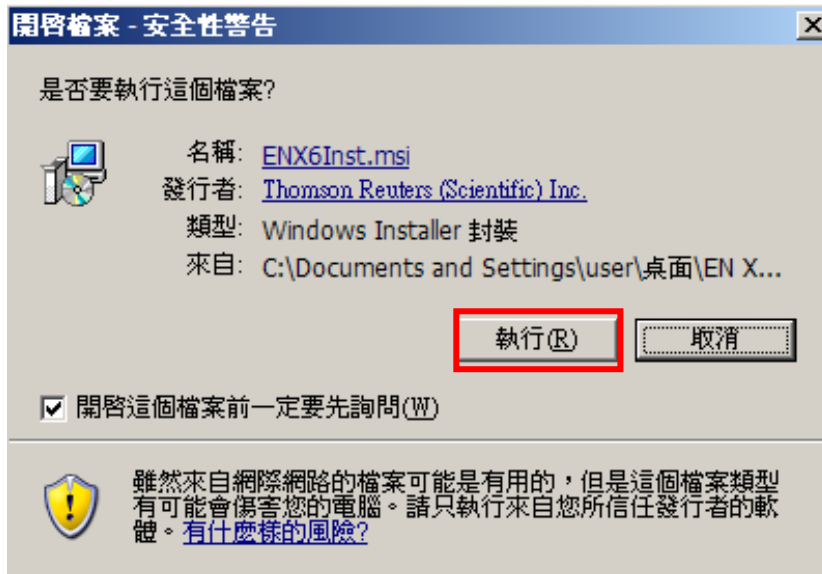 開啓檔案 - 安全性警告
是否要執行這個檔案?
名稱: ENX6Inst.msi
發行者: Thomson Reuters (Scientific) Inc.
類型: Windows Installer 封裝
來自: C:\Documents and Settings\user\桌面\EN X...
執行(R) 取消
開啓這個檔案前一定要先詢問(W)
雖然來自網際網路的檔案可能是有用的，但是這個檔案類型
有可能會傷害您的電腦。請只執行來自您所信任發行者的軟
體。有什麼樣的風險?